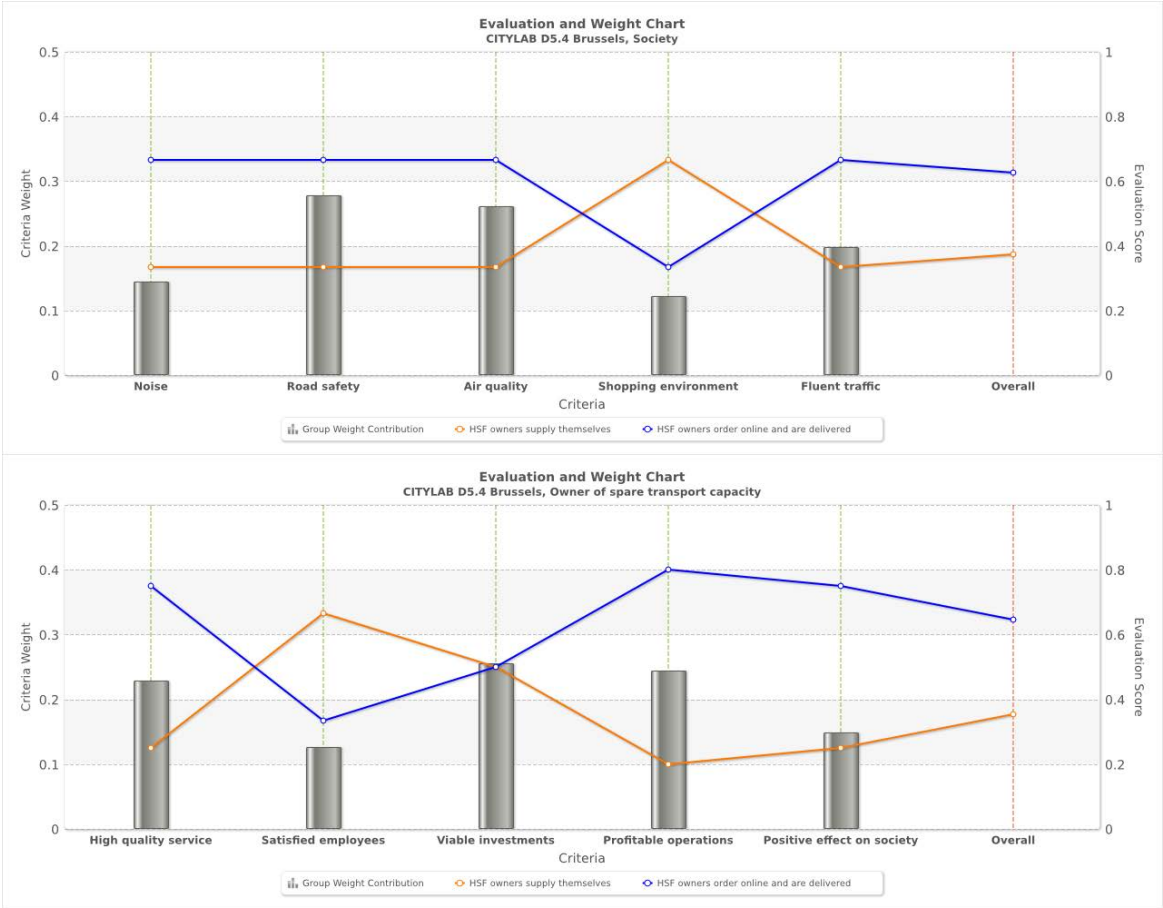 Evaluation and Weight Chart
CITYLAB D5.4 Brussels, Society
0.5
0.4
0.3
0.2
0.1
0
Criteria Weight
1
0.8
0.6
0.4
0.2
0
Evaluation Score
Noise Road safety Air quality Shopping environment Fluent traffic Overall
Criteria
Group Weight Contribution HSF owners supply themselves HSF owners order online and are delivered
Evaluation and Weight Chart
CITYLAB D5.4 Brussels, Owner of spare transport capacity
0.5
0.4
0.3
0.2
0.1
0
Criteria Weight
1
0.8
0.6
0.4
0.2
0
Evaluation Score
High quality service Satisfied employees Viable investments Profitable operations Positive effect on society Overall
Criteria
Group Weight Contribution HSF owners supply themselves HSF owners order online and are delivered